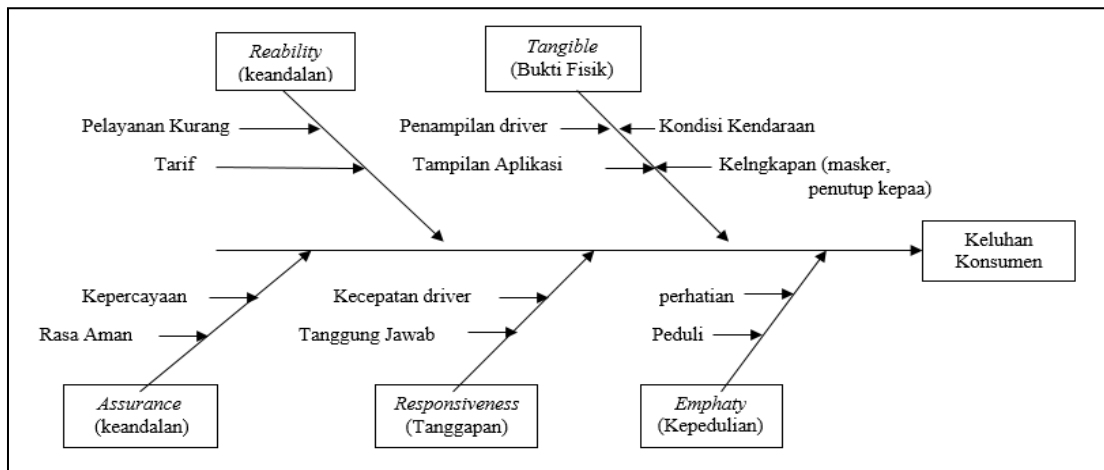 Reability
(keandalan)
Tangible
(Bukti Fisik)
Pelayanan Kurang
Penampilan driver
Kondisi Kendaraan
Tarif
Tampilan Aplikasi
Kelngkapan (masker,
penutup kepaa)
Keluhan
Konsumen
Kepercayaan
Kecepatan driver
perhatian
Rasa Aman
Tanggung Jawab
Peduli
Assurance
(keandalan)
Responsiveness
(Tanggapan)
Emphaty
(Kepedulian)